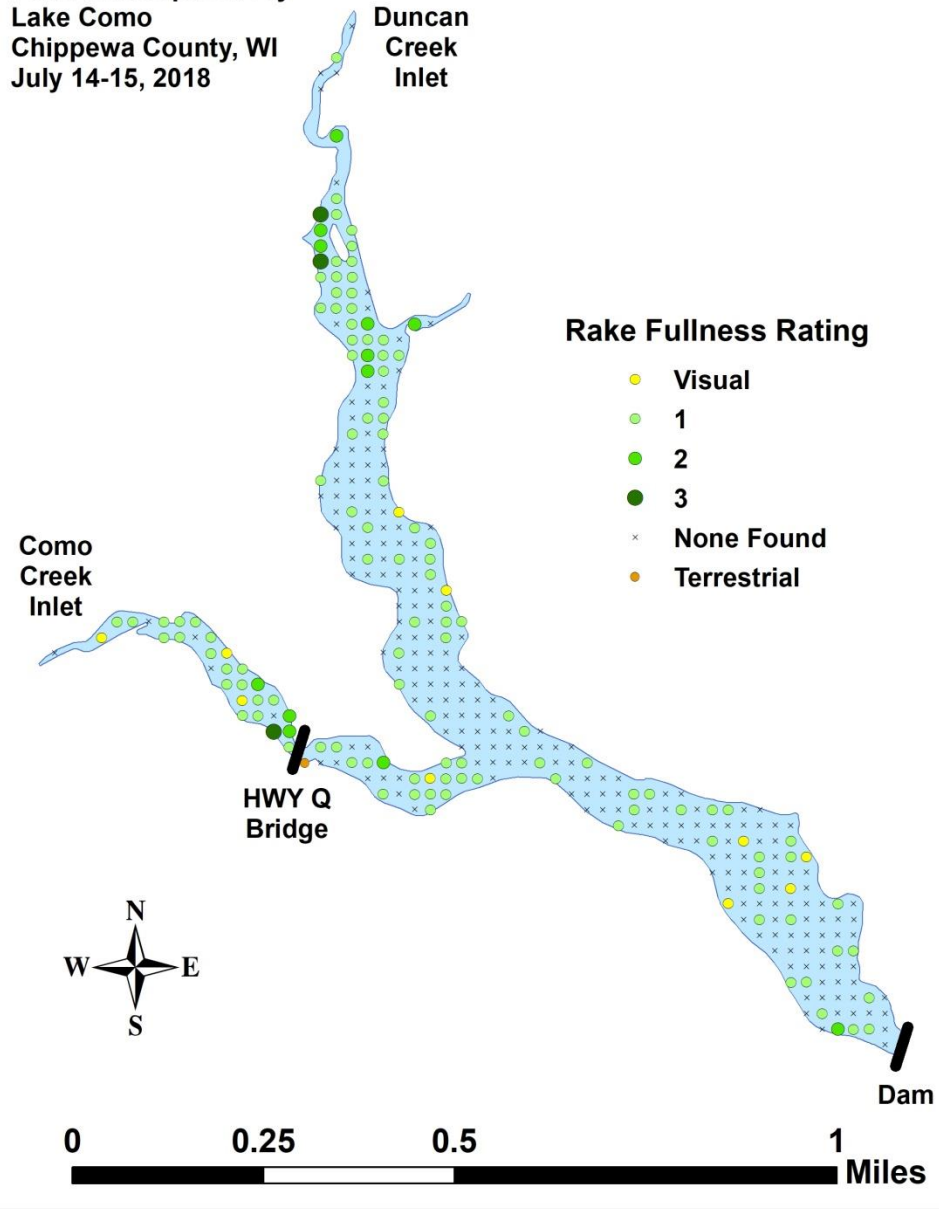 Lake Como
Chippewa County, WI
July 14-15, 2018
Duncan
Creek
Inlet
Rake Fullness Rating
Visual
1
2
3
None Found
Terrestrial
Como
Creek
Inlet
HWY Q
Bridge
N
W E
S
Dam
0 0.25 0.5 1
Miles